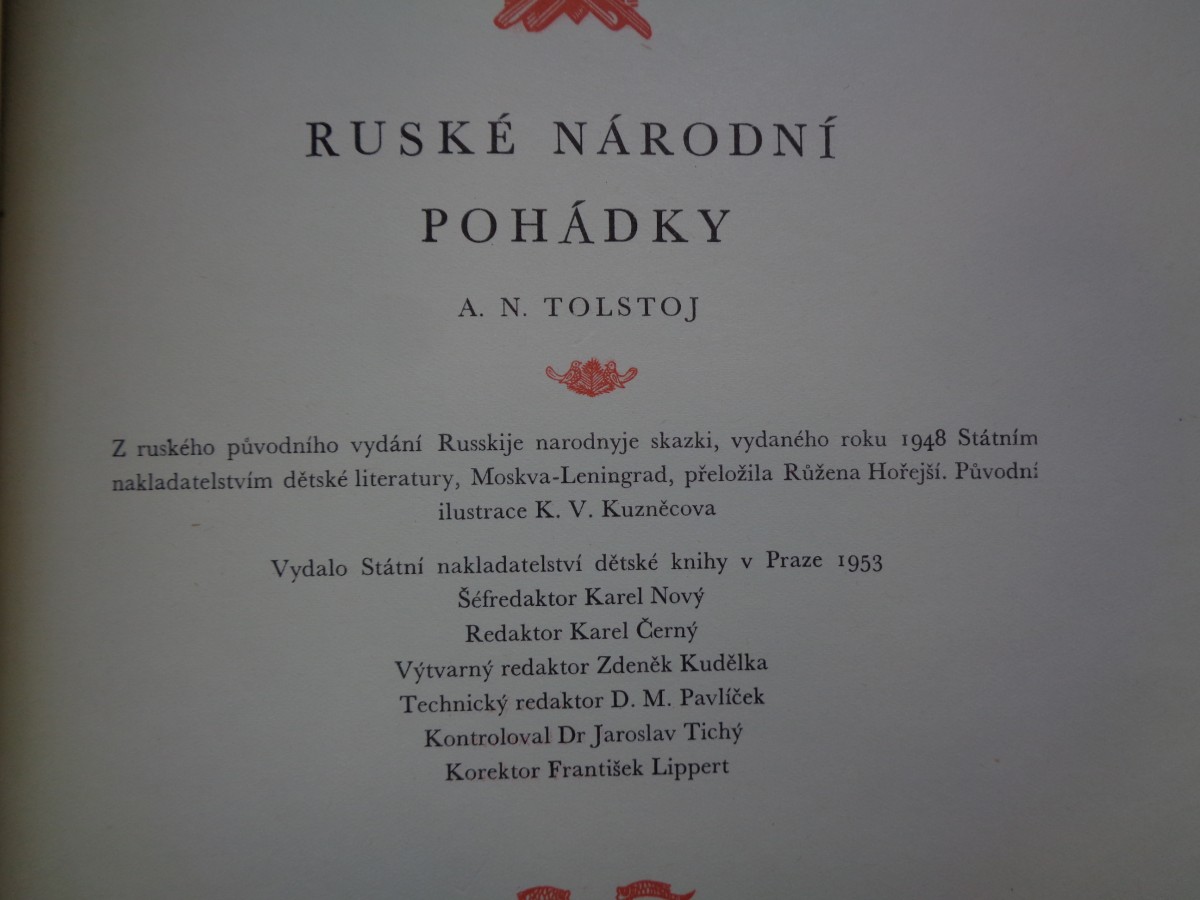 RUSKÉ NÁRODNÍ
POHÁDKY
A. N. TOLSTOJ
Z ruského původního vydání Russkije narodnyje skazki, vydaného roku 1948 Státním
nakladatelstvím dětské literatury, Moskva-Leningrad, přeložila Růžena Hořejší. Původní
ilustrace K. V. Kuzněcova
Vydalo Státní nakladatelství dětské knihy v Praze 1953
Šéfredaktor Karel Nový
Redaktor Karel Černý
Výtvarný redaktor Zdeněk Kudělka
Technický redaktor D. M. Pavlíček
Kontroloval Dr Jaroslav Tichý
Korektor František Lippert